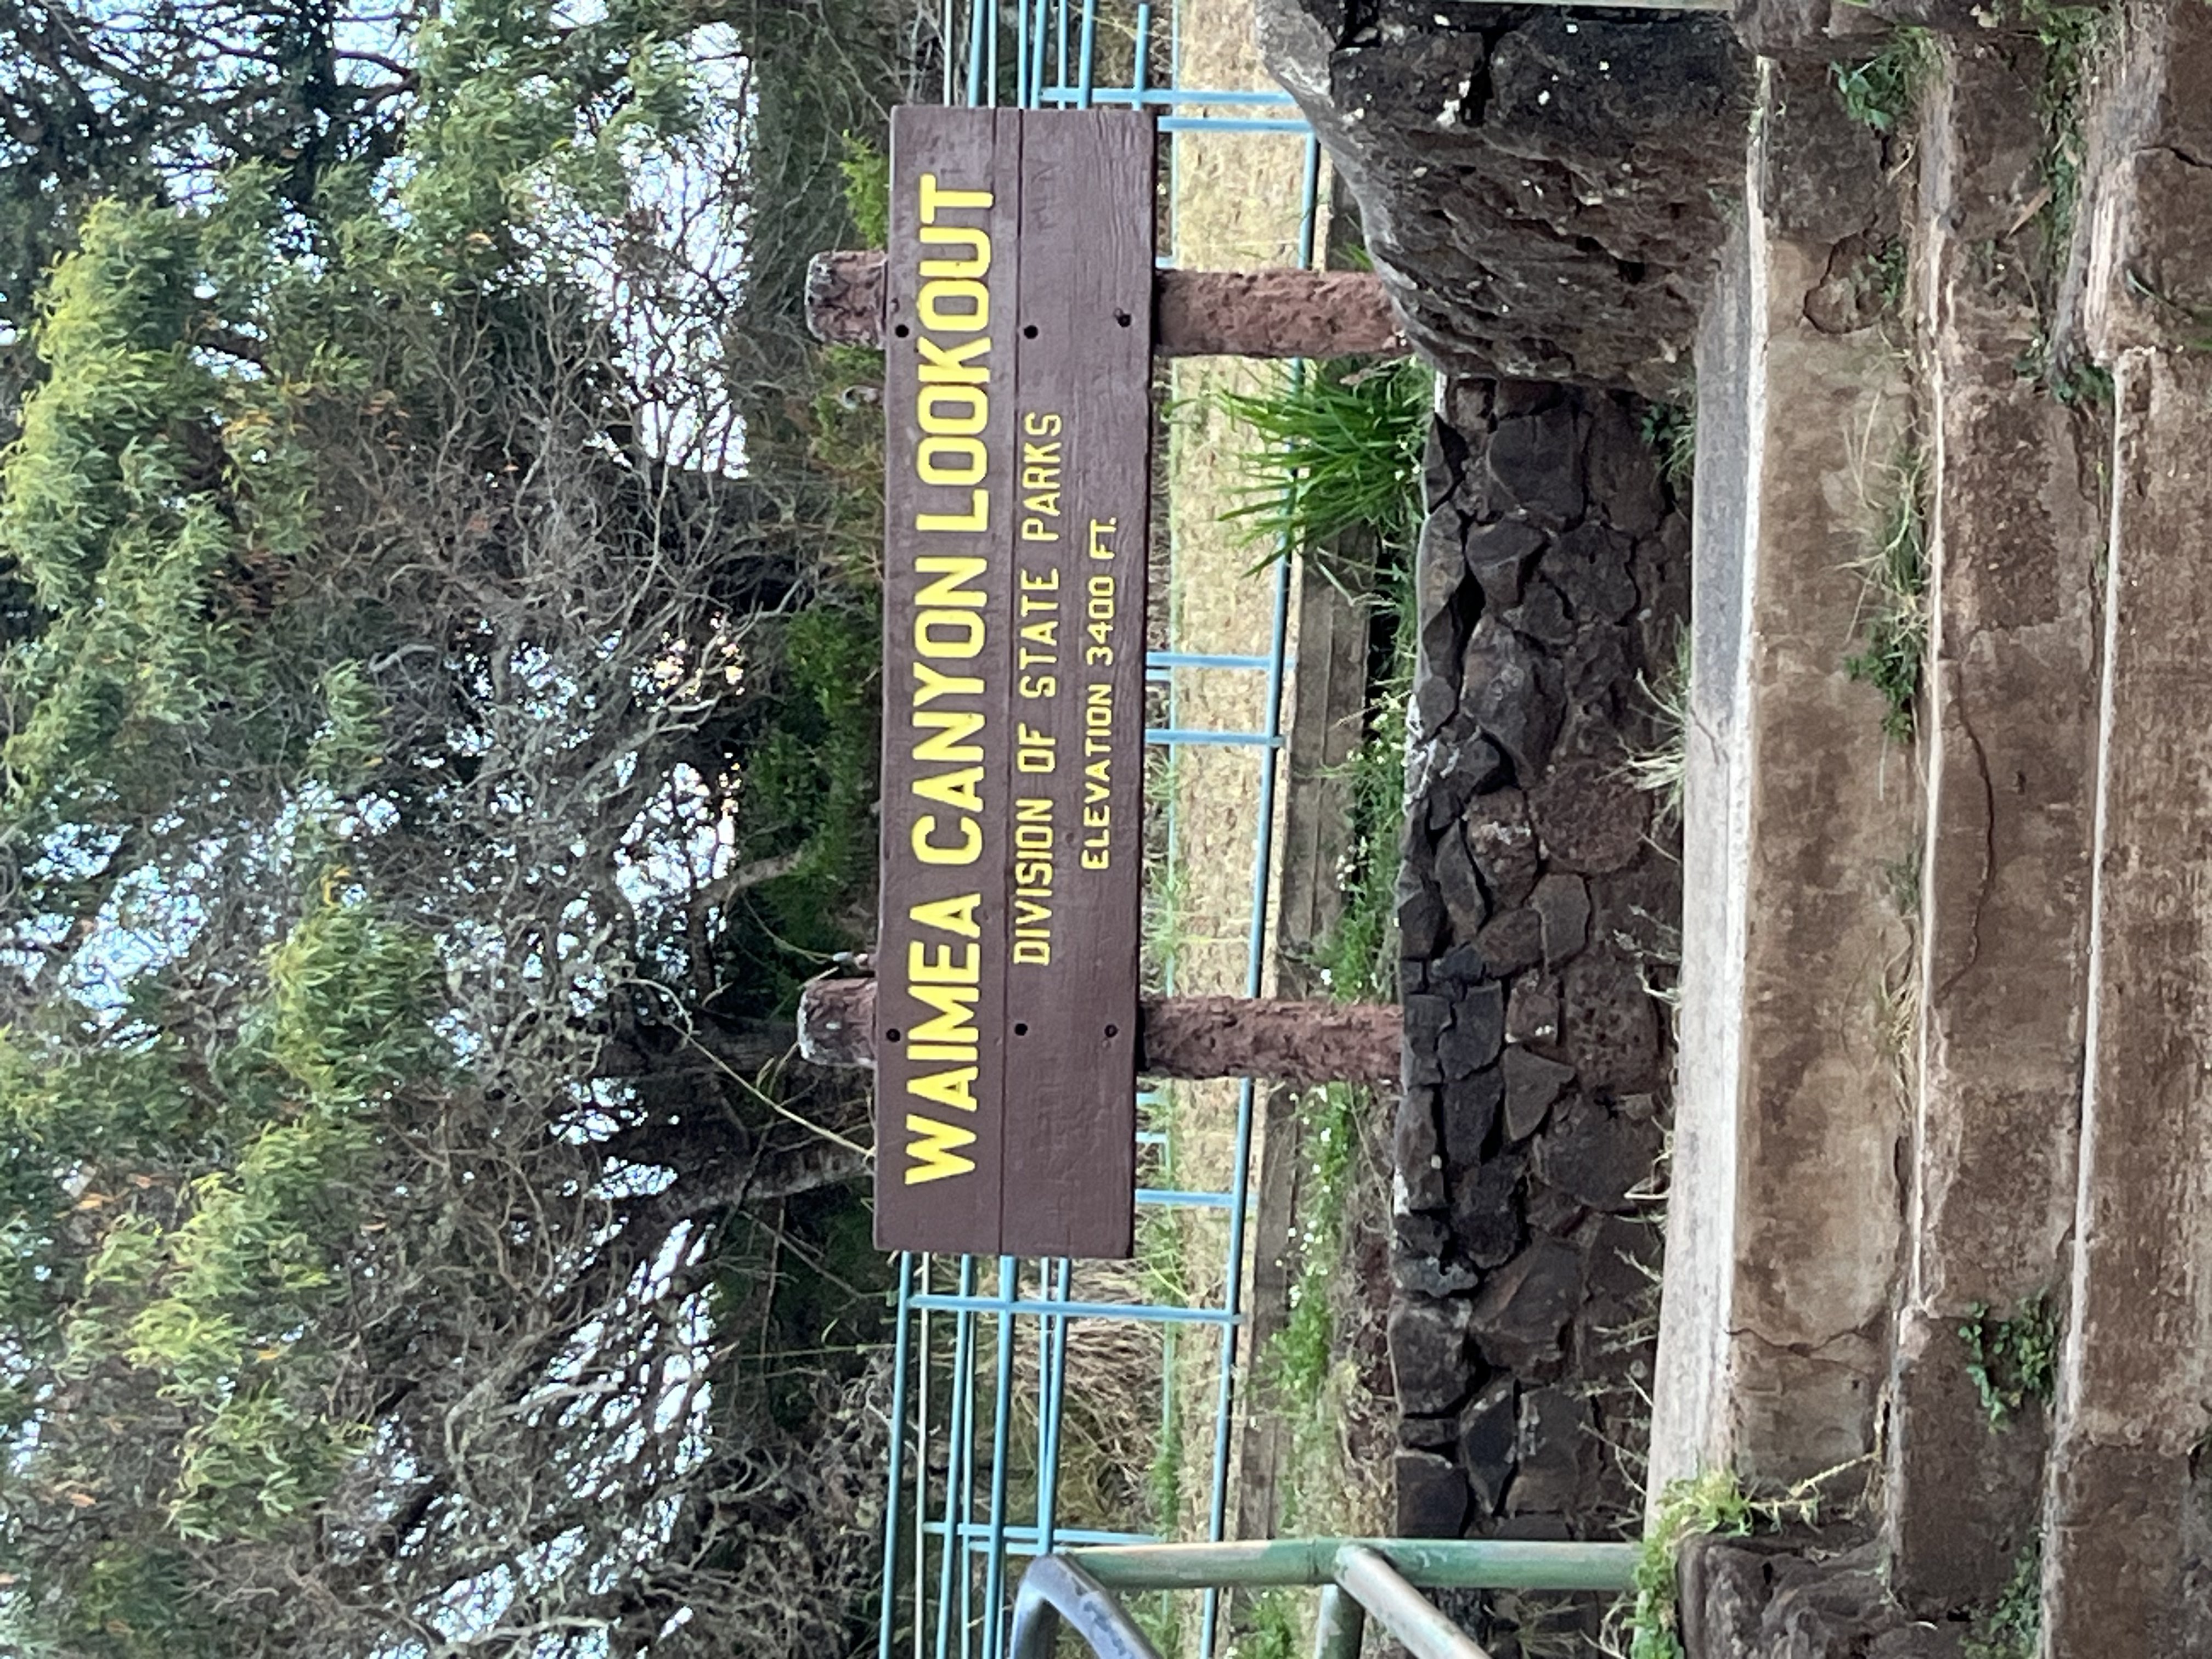 WAIMEA CANYON LOOKOUT
DIVISION OF STATE PARKS
ELEVATION 3400 FT.